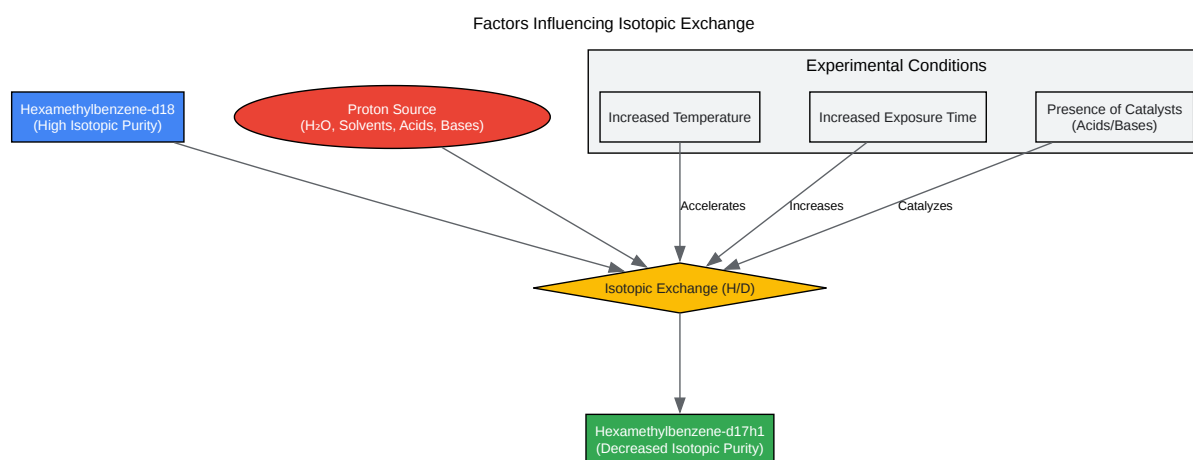 Factors Influencing Isotopic Exchange
Experimental Conditions
Hexamethylbenzene-d18
(High Isotopic Purity)
Proton Source
(H₂O, Solvents, Acids, Bases)
Increased Temperature
Increased Exposure Time
Presence of Catalysts
(Acids/Bases)
Accelerates
Increases
Catalyzes
Isotopic Exchange (H/D)
Hexamethylbenzene-d17h1
(Decreased Isotopic Purity)